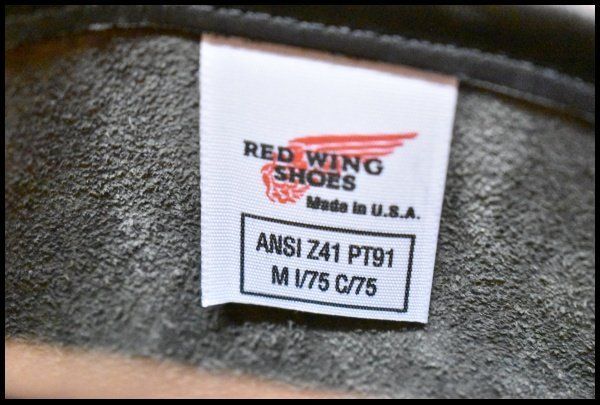 RED WING
SHOES
Made in U.S.A.
ANSI Z41 PT91
M I/75 C/75